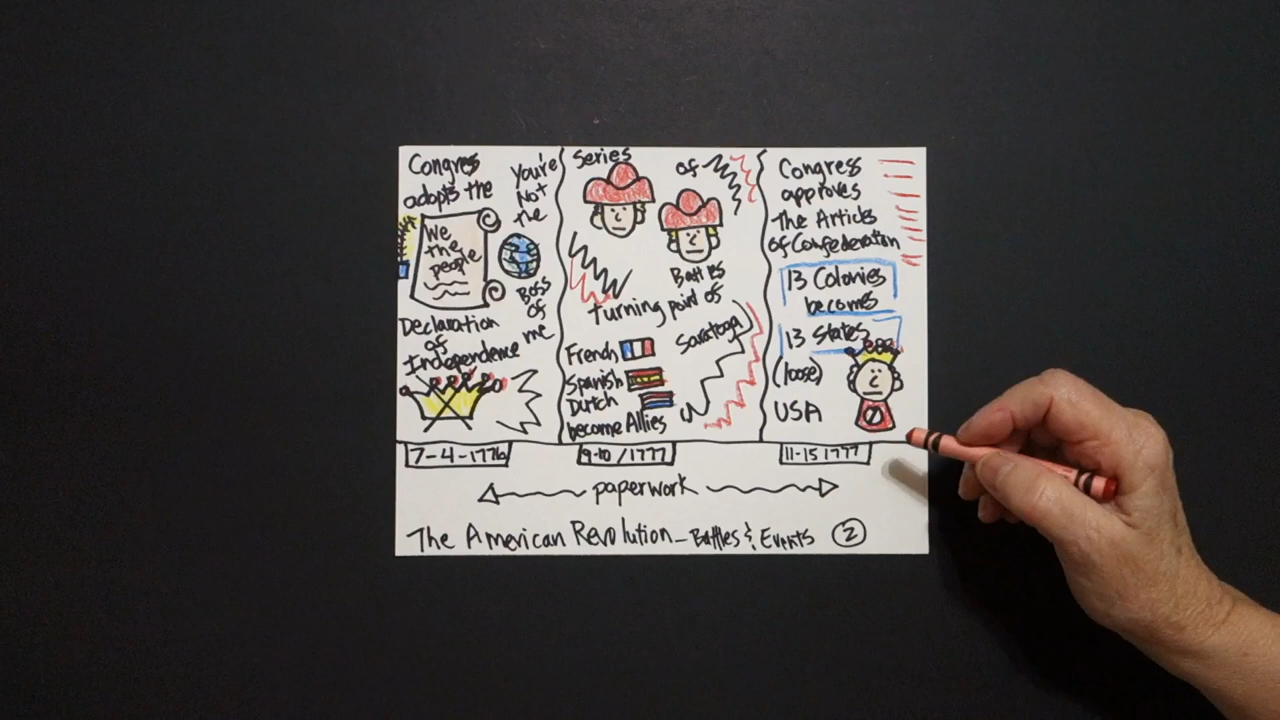 Congres
adopts the
We
the
people
Declaration
of
Independence
You're
Not
the
Boss
of
me
7-4-1776
Series
of
Battles
turning point of
Saratoga
French
Spanish
Dutch
become Allies
9-10/1777
Congress
approves
The Articles
of Confederation
13 Colonies
becomes
13 States
(loose)
USA
11-15 1777
paperwork
The American Revolution - Battles & Events 2